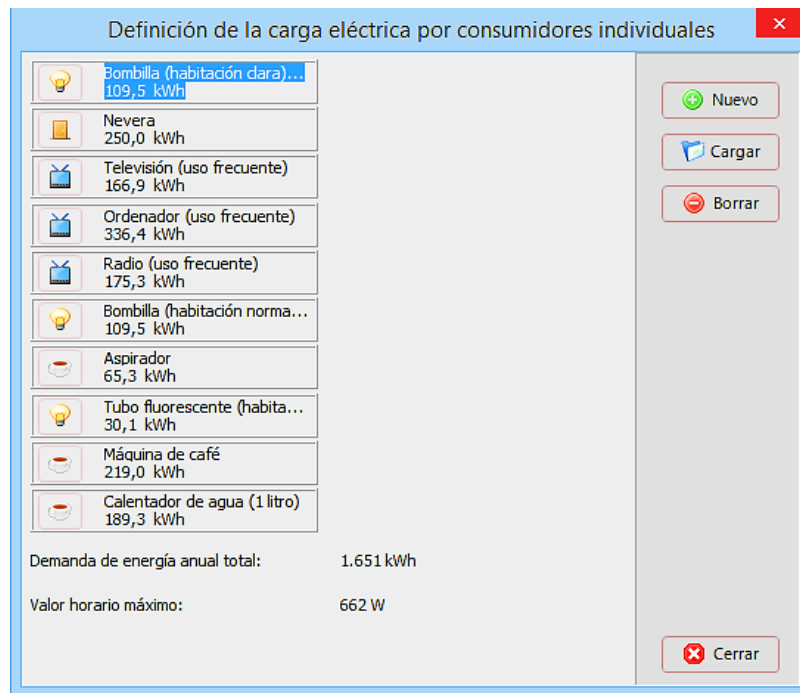 Definición de la carga eléctrica por consumidores individuales
Bombilla (habitación clara)...
109,5 kWh
Nevera
250,0 kWh
Televisión (uso frecuente)
166,9 kWh
Ordenador (uso frecuente)
336,4 kWh
Radio (uso frecuente)
175,3 kWh
Bombilla (habitación norma...
109,5 kWh
Aspirador
65,3 kWh
Tubo fluorescente (habita...
30,1 kWh
Máquina de café
219,0 kWh
Calentador de agua (1 litro)
189,3 kWh
Demanda de energía anual total: 1.651 kWh
Valor horario máximo: 662 W
Nuevo
Cargar
Borrar
Cerrar